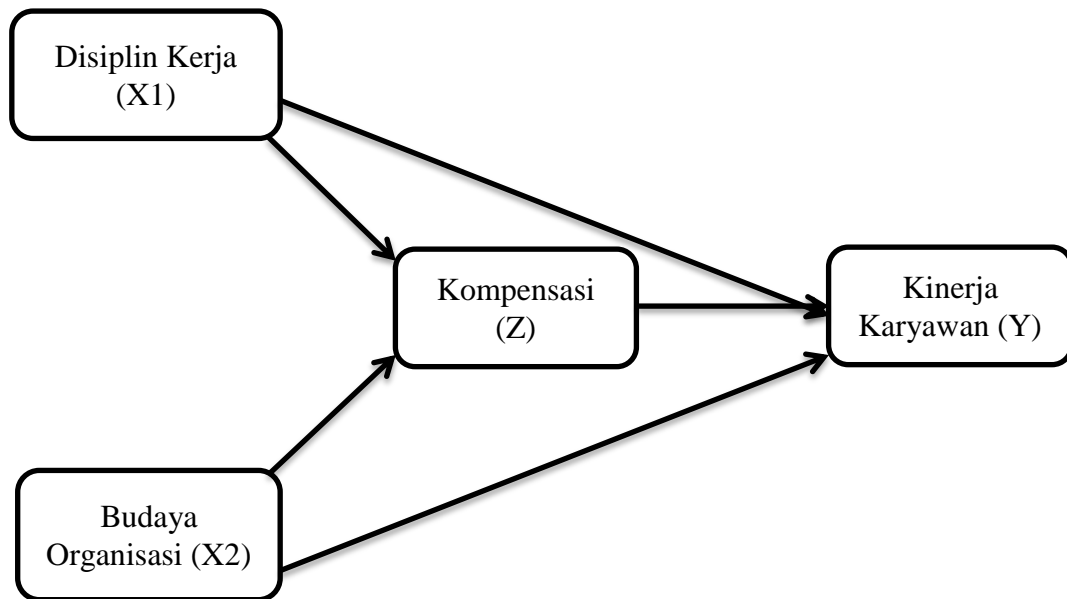 Disiplin Kerja
(X1)
Kompensasi
(Z)
Kinerja
Karyawan (Y)
Budaya
Organisasi (X2)